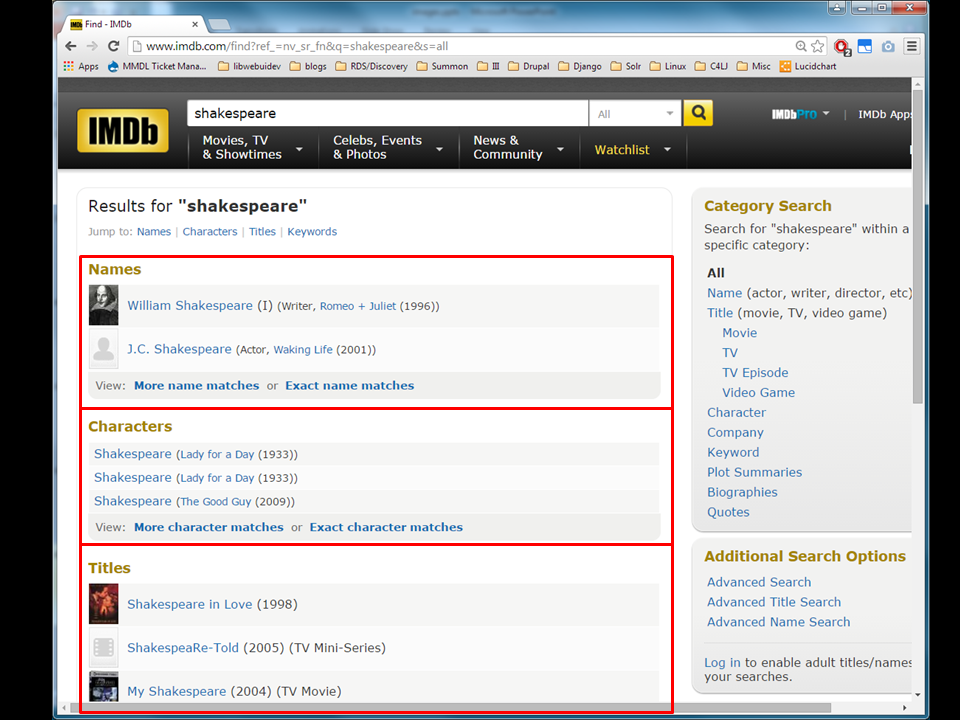 Find - IMDb
www.imdb.com/find?ref_=nv_sr_fn&q=shakespeare&s=all
2
Apps MMDL Ticket Mana... libwebuidev blogs RDS/Discovery Summon III Drupal Django Solr Linux C4LJ Misc Lucidchart
IMDb
shakespeare
All
IMDbPro | IMDb Apps
Movies, TV
& Showtimes
Celebs, Events
& Photos
News &
Community
Watchlist
Results for "shakespeare"
Jump to: Names | Characters | Titles | Keywords
Names
William Shakespeare (I) (Writer, Romeo + Juliet (1996))
J.C. Shakespeare (Actor, Waking Life (2001))
View: More name matches or Exact name matches
Characters
Shakespeare (Lady for a Day (1933))
Shakespeare (Lady for a Day (1933))
Shakespeare (The Good Guy (2009))
View: More character matches or Exact character matches
Titles
Shakespeare in Love (1998)
ShakespeaRe-Told (2005) (TV Mini-Series)
My Shakespeare (2004) (TV Movie)
Category Search
Search for "shakespeare" within a
specific category:
All
Name (actor, writer, director, etc)
Title (movie, TV, video game)
Movie
TV
TV Episode
Video Game
Character
Company
Keyword
Plot Summaries
Biographies
Quotes
Additional Search Options
Advanced Search
Advanced Title Search
Advanced Name Search
Log in to enable adult titles/names
your searches.